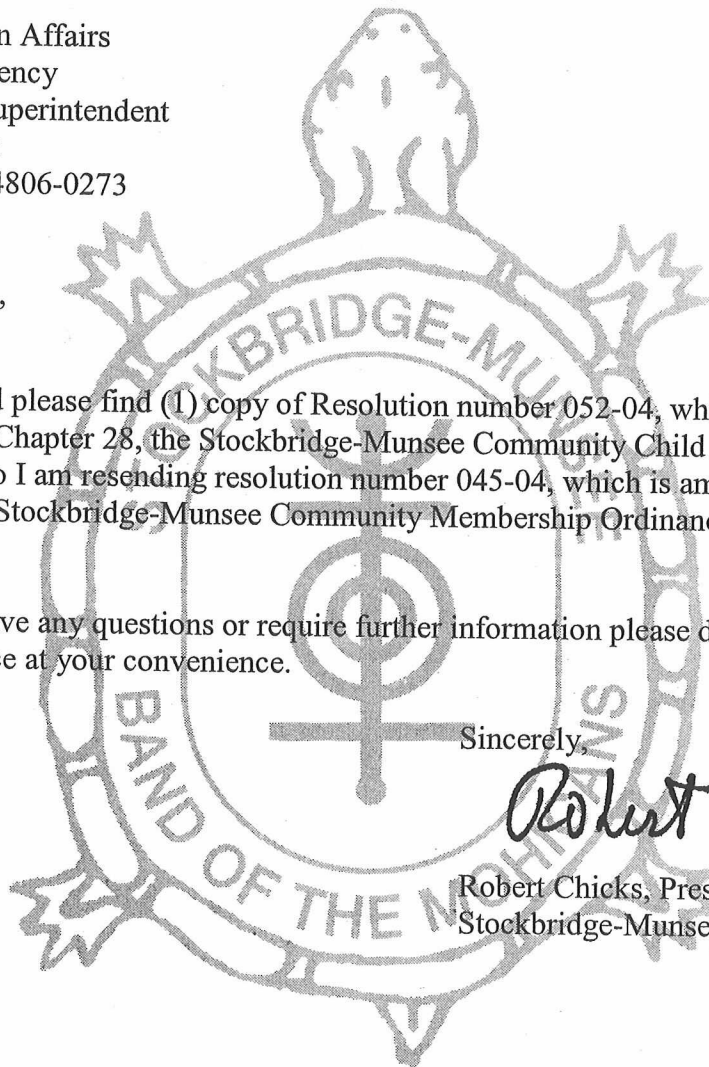 n Affairs
ency
uperintendent
4806-0273
,
l please find (1) copy of Resolution number 052-04, wh
Chapter 28, the Stockbridge-Munsee Community Child
o I am resending resolution number 045-04, which is am
Stockbridge-Munsee Community Membership Ordinanc
ve any questions or require further information please d
e at your convenience.
Sincerely,
Robert
Robert Chicks, Pres
Stockbridge-Munse
STOCKBRIDGE-MUNSEE
BAND OF THE MOHICANS